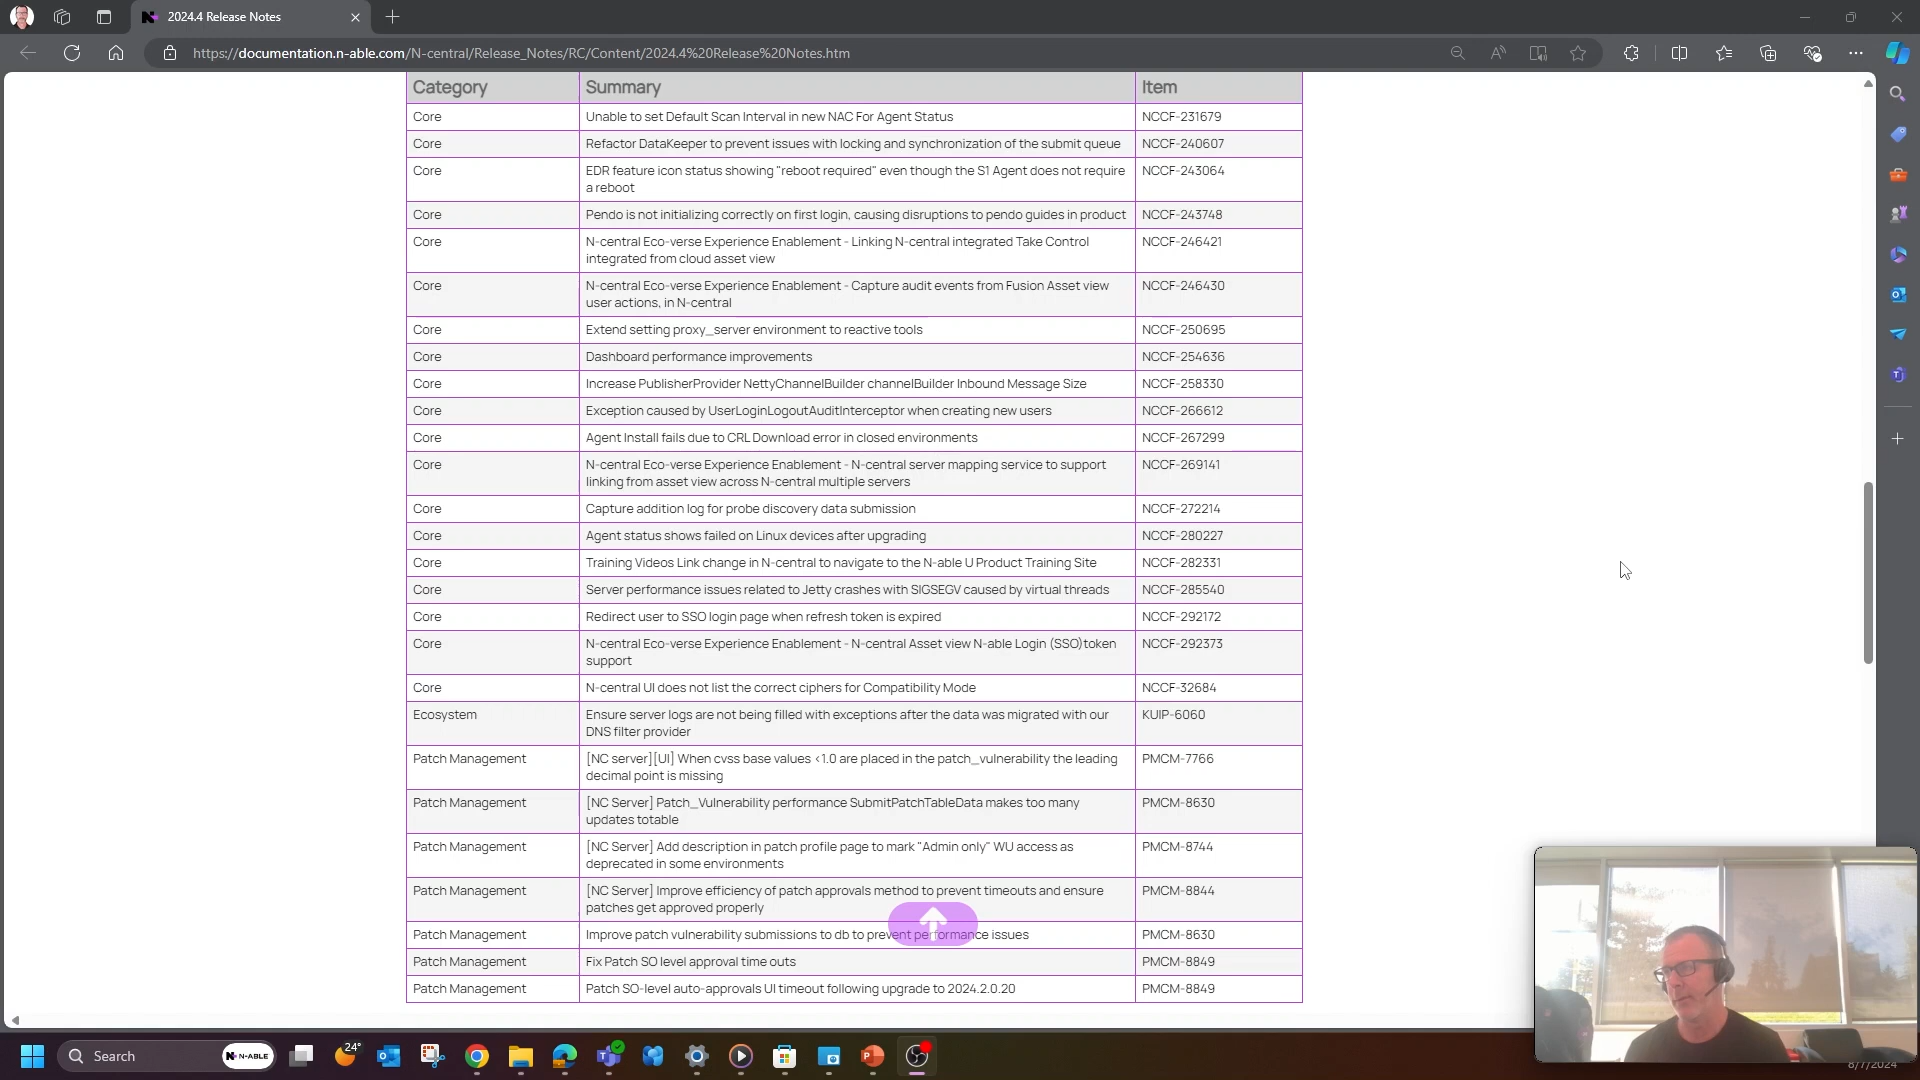 2024.4 Release Notes
https://documentation.n-able.com/N-central/Release_Notes/RC/Content/2024.4%20Release%20Notes.htm
Category Summary Item
Core Unable to set Default Scan Interval in new NAC For Agent Status NCCF-231679
Core Refactor DataKeeper to prevent issues with locking and synchronization of the submit queue NCCF-240607
Core EDR feature icon status showing "reboot required" even though the S1 Agent does not require NCCF-243064
a reboot
Core Pendo is not initializing correctly on first login, causing disruptions to pendo guides in product NCCF-243748
Core N-central Eco-verse Experience Enablement - Linking N-central integrated Take Control NCCF-246421
integrated from cloud asset view
Core N-central Eco-verse Experience Enablement - Capture audit events from Fusion Asset view NCCF-246430
user actions, in N-central
Core Extend setting proxy_server environment to reactive tools NCCF-250695
Core Dashboard performance improvements NCCF-254636
Core Increase PublisherProvider NettyChannelBuilder channelBuilder Inbound Message Size NCCF-258330
Core Exception caused by UserLoginLogoutAuditInterceptor when creating new users NCCF-266612
Core Agent Install fails due to CRL Download error in closed environments NCCF-267299
Core N-central Eco-verse Experience Enablement - N-central server mapping service to support NCCF-269141
linking from asset view across N-central multiple servers
Core Capture addition log for probe discovery data submission NCCF-272214
Core Agent status shows failed on Linux devices after upgrading NCCF-280227
Core Training Videos Link change in N-central to navigate to the N-able U Product Training Site NCCF-282331
Core Server performance issues related to Jetty crashes with SIGSEGV caused by virtual threads NCCF-285540
Core Redirect user to SSO login page when refresh token is expired NCCF-292172
Core N-central Eco-verse Experience Enablement - N-central Asset view N-able Login (SSO)token NCCF-292373
support
Core N-central UI does not list the correct ciphers for Compatibility Mode NCCF-32684
Ecosystem Ensure server logs are not being filled with exceptions after the data was migrated with our KUIP-6060
DNS filter provider
Patch Management [NC server][UI] When cvss base values <1.0 are placed in the patch_vulnerability the leading PMCM-7766
decimal point is missing
Patch Management [NC Server] Patch_Vulnerability performance SubmitPatchTableData makes too many PMCM-8630
updates totable
Patch Management [NC Server] Add description in patch profile page to mark "Admin only" WU access as PMCM-8744
deprecated in some environments
Patch Management [NC Server] Improve efficiency of patch approvals method to prevent timeouts and ensure PMCM-8844
patches get approved properly
Patch Management Improve patch vulnerability submissions to db to prevent performance issues PMCM-8630
Patch Management Fix Patch SO level approval time outs PMCM-8849
Patch Management Patch SO-level auto-approvals UI timeout following upgrade to 2024.2.0.20 PMCM-8849
Search N-ABLE 24°
8/7/2024